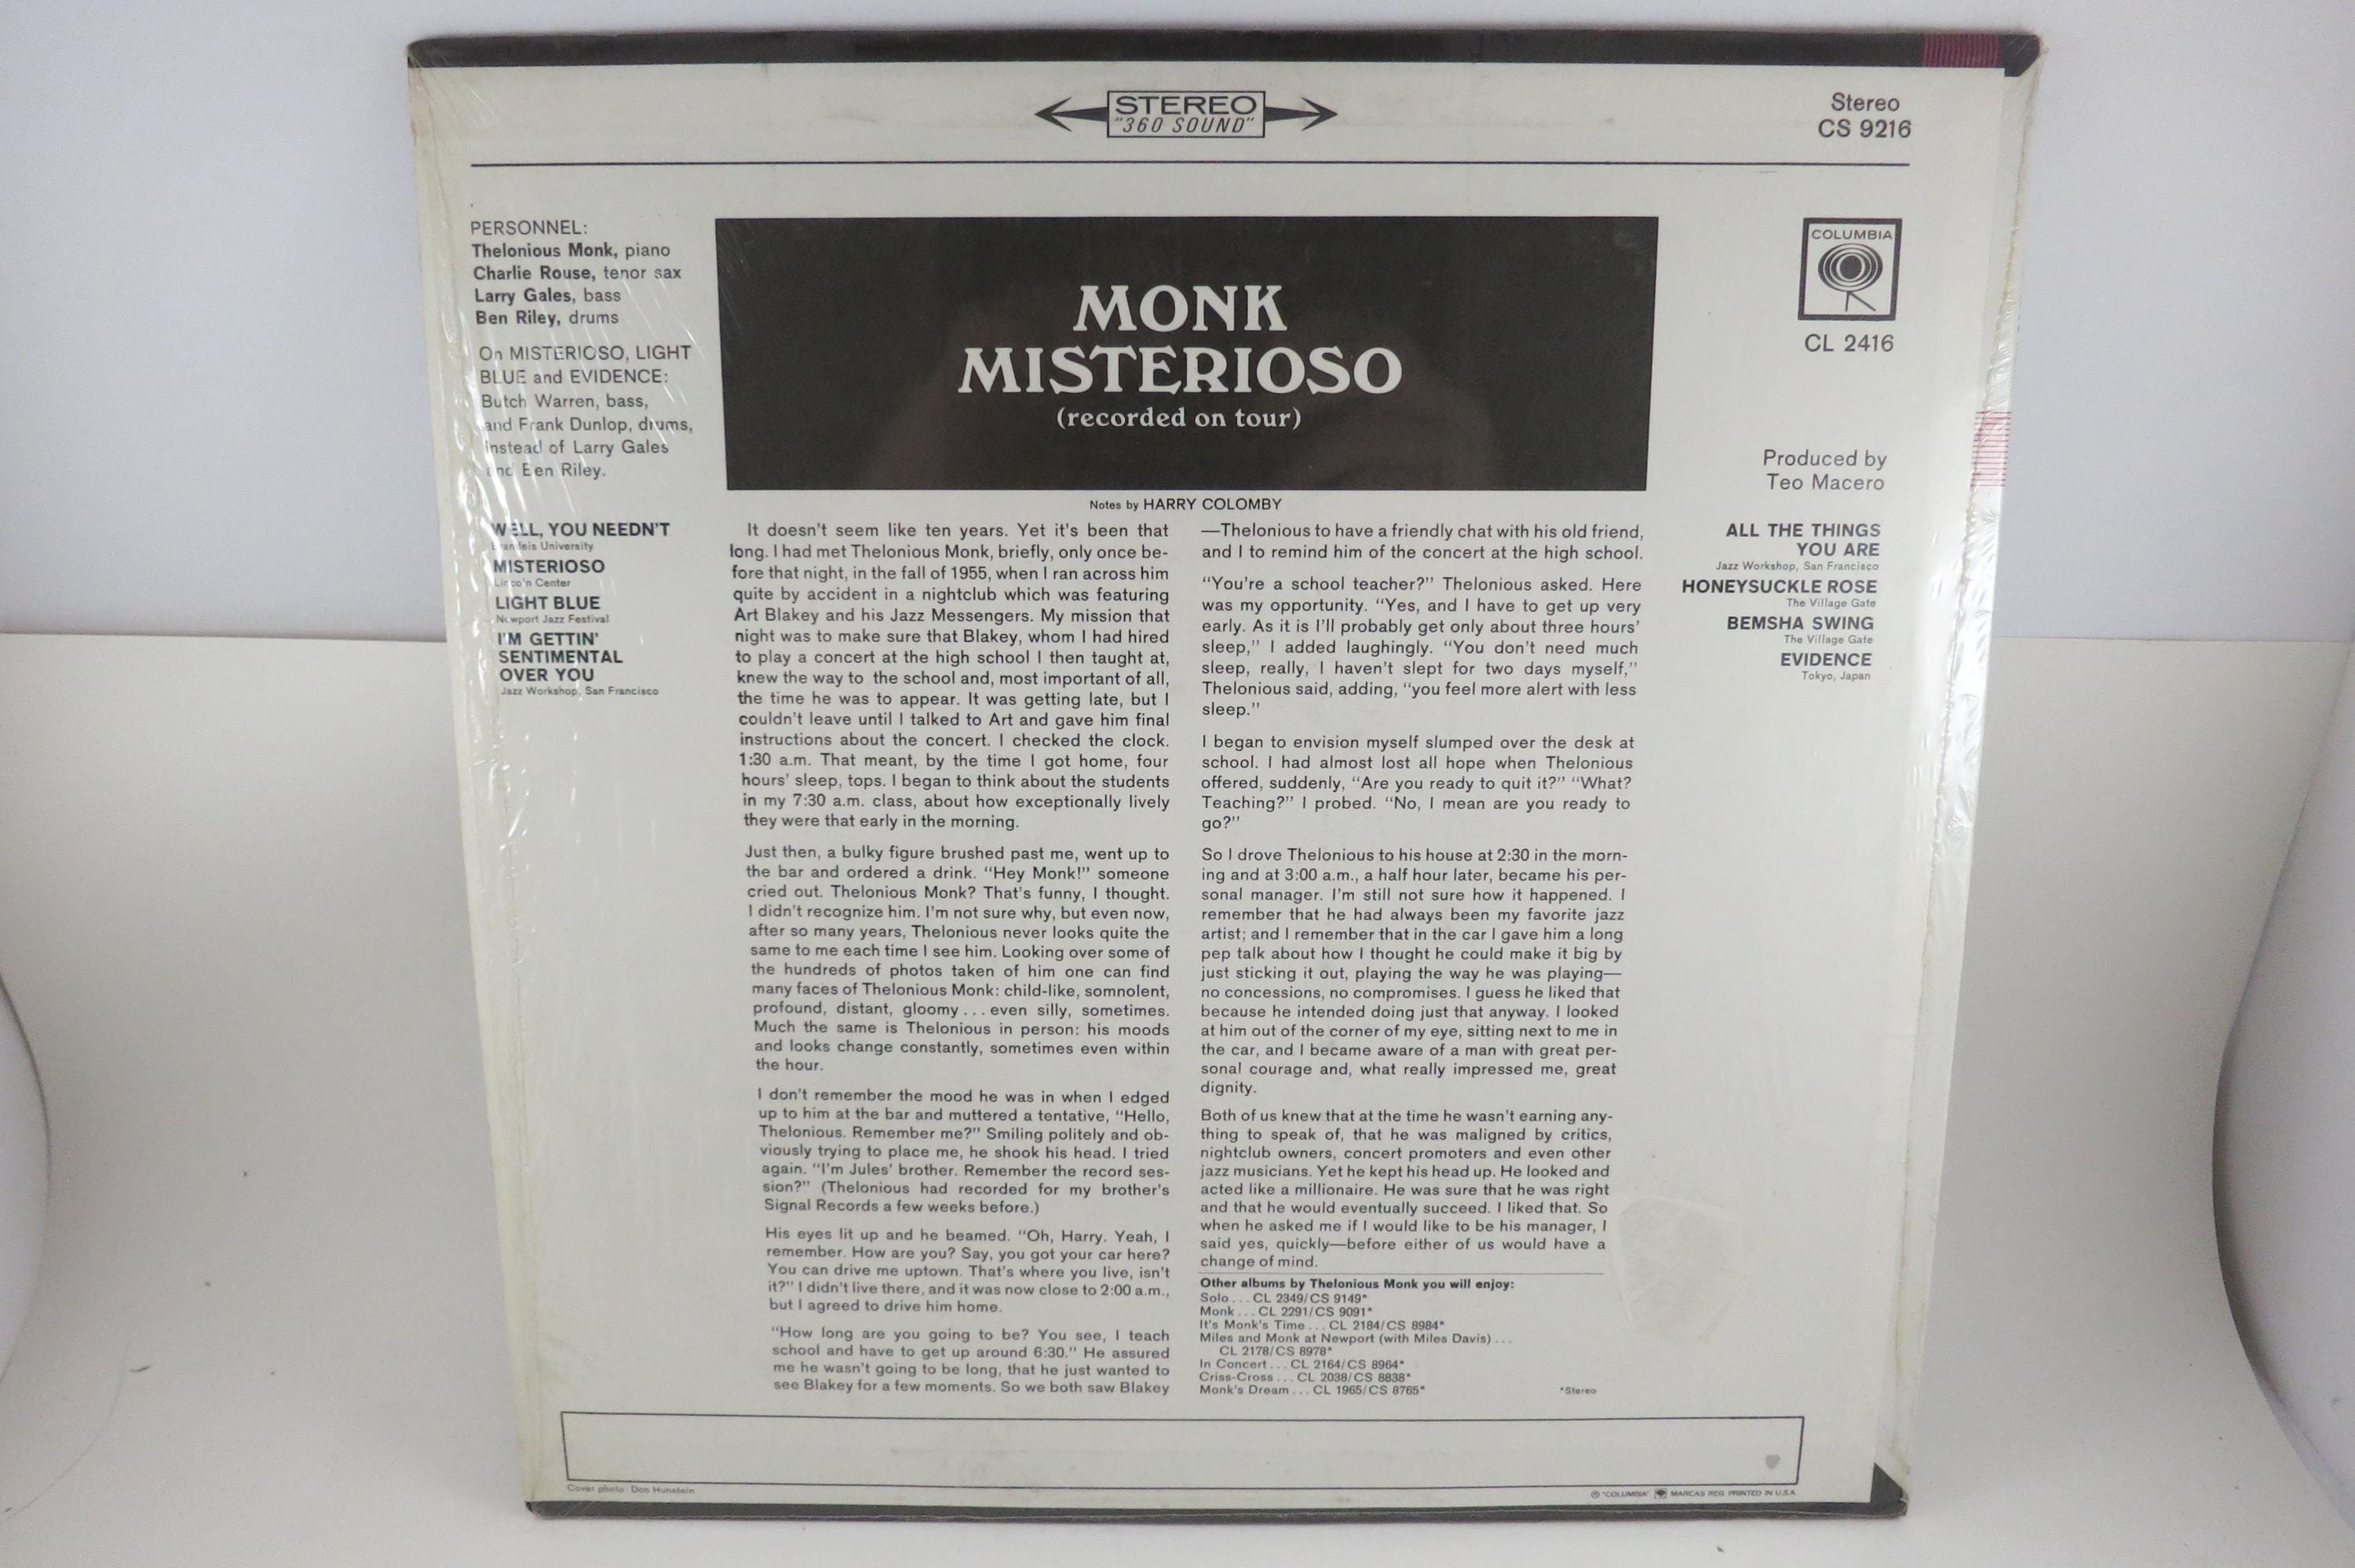 STEREO
"360 SOUND"
Stereo
CS 9216
PERSONNEL:
Thelonious Monk, piano
Charlie Rouse, tenor sax
Larry Gales, bass
Ben Riley, drums
On MISTERIOSO, LIGHT
BLUE and EVIDENCE:
Butch Warren, bass,
and Frank Dunlop, drums,
instead of Larry Gales
and Ben Riley.
WELL, YOU NEEDN'T
Brandeis University
MISTERIOSO
Lincoln Center
LIGHT BLUE
Newport Jazz Festival
I'M GETTIN'
SENTIMENTAL
OVER YOU
Jazz Workshop, San Francisco
MONK
MISTERIOSO
(recorded on tour)
Notes by HARRY COLOMBY
It doesn't seem like ten years. Yet it's been that
long. I had met Thelonious Monk, briefly, only once be-
fore that night, in the fall of 1955, when I ran across him
quite by accident in a nightclub which was featuring
Art Blakey and his Jazz Messengers. My mission that
night was to make sure that Blakey, whom I had hired
to play a concert at the high school I then taught at,
knew the way to the school and, most important of all,
the time he was to appear. It was getting late, but I
couldn't leave until I talked to Art and gave him final
instructions about the concert. I checked the clock.
1:30 a.m. That meant, by the time I got home, four
hours' sleep, tops. I began to think about the students
in my 7:30 a.m. class, about how exceptionally lively
they were that early in the morning.
Just then, a bulky figure brushed past me, went up to
the bar and ordered a drink. "Hey Monk!" someone
cried out. Thelonious Monk? That's funny, I thought.
I didn't recognize him. I'm not sure why, but even now,
after so many years, Thelonious never looks quite the
same to me each time I see him. Looking over some of
the hundreds of photos taken of him one can find
many faces of Thelonious Monk: child-like, somnolent,
profound, distant, gloomy...even silly, sometimes.
Much the same is Thelonious in person: his moods
and looks change constantly, sometimes even within
the hour.
I don't remember the mood he was in when I edged
up to him at the bar and muttered a tentative, "Hello,
Thelonious. Remember me?" Smiling politely and ob-
viously trying to place me, he shook his head. I tried
again. "I'm Jules' brother. Remember the record ses-
sion?" (Thelonious had recorded for my brother's
Signal Records a few weeks before.)
His eyes lit up and he beamed. "Oh, Harry. Yeah, I
remember. How are you? Say, you got your car here?
You can drive me uptown. That's where you live, isn't
it?" I didn't live there, and it was now close to 2:00 a.m.,
but I agreed to drive him home.
"How long are you going to be? You see, I teach
school and have to get up around 6:30." He assured
me he wasn't going to be long, that he just wanted to
see Blakey for a few moments. So we both saw Blakey
—Thelonious to have a friendly chat with his old friend,
and I to remind him of the concert at the high school.
"You're a school teacher?" Thelonious asked. Here
was my opportunity. "Yes, and I have to get up very
early. As it is I'll probably get only about three hours'
sleep," I added laughingly. "You don't need much
sleep, really, I haven't slept for two days myself,"
Thelonious said, adding, "you feel more alert with less
sleep."
I began to envision myself slumped over the desk at
school. I had almost lost all hope when Thelonious
offered, suddenly, "Are you ready to quit it?" "What?
Teaching?" I probed. "No, I mean are you ready to
go?"
So I drove Thelonious to his house at 2:30 in the morn-
ing and at 3:00 a.m., a half hour later, became his per-
sonal manager. I'm still not sure how it happened. I
remember that he had always been my favorite jazz
artist; and I remember that in the car I gave him a long
pep talk about how I thought he could make it big by
just sticking it out, playing the way he was playing—
no concessions, no compromises. I guess he liked that
because he intended doing just that anyway. I looked
at him out of the corner of my eye, sitting next to me in
the car, and I became aware of a man with great per-
sonal courage and, what really impressed me, great
dignity.
Both of us knew that at the time he wasn't earning any-
thing to speak of, that he was maligned by critics,
nightclub owners, concert promoters and even other
jazz musicians. Yet he kept his head up. He looked and
acted like a millionaire. He was sure that he was right
and that he would eventually succeed. I liked that. So
when he asked me if I would like to be his manager, I
said yes, quickly—before either of us would have a
change of mind.
Other albums by Thelonious Monk you will enjoy:
Solo...CL 2349/CS 9149*
Monk...CL 2291/CS 9091*
It's Monk's Time...CL 2184/CS 8984*
Miles and Monk at Newport (with Miles Davis)...
CL 2178/CS 8978*
In Concert...CL 2164/CS 8964*
Criss-Cross...CL 2038/CS 8838*
Monk's Dream...CL 1965/CS 8765*
*Stereo
COLUMBIA
CL 2416
Produced by
Teo Macero
ALL THE THINGS
YOU ARE
Jazz Workshop, San Francisco
HONEYSUCKLE ROSE
The Village Gate
BEMSHA SWING
The Village Gate
EVIDENCE
Tokyo, Japan
Cover photo: Don Hunstein
® "COLUMBIA", MARCAS REG. PRINTED IN U.S.A.